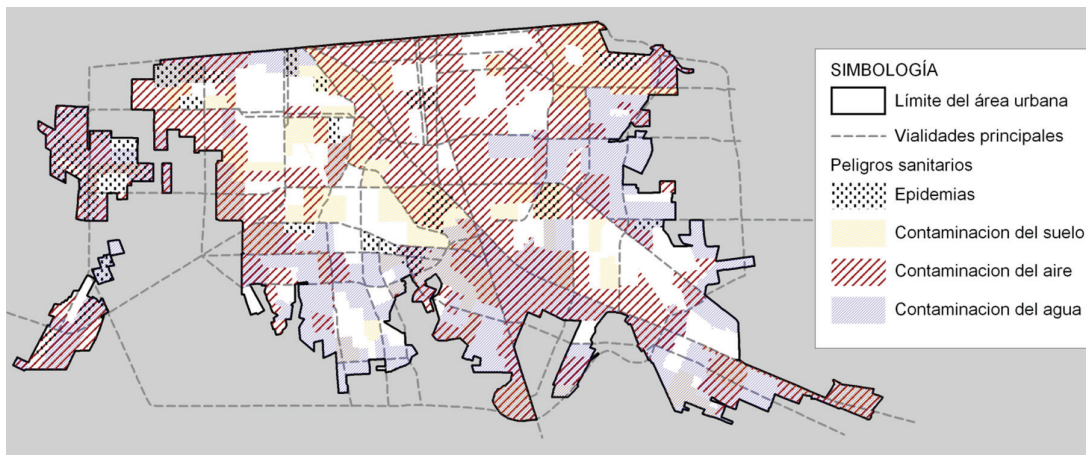 SIMBOLOGÍA
Límite del área urbana
Vialidades principales
Peligros sanitarios
Epidemias
Contaminacion del suelo
Contaminacion del aire
Contaminacion del agua